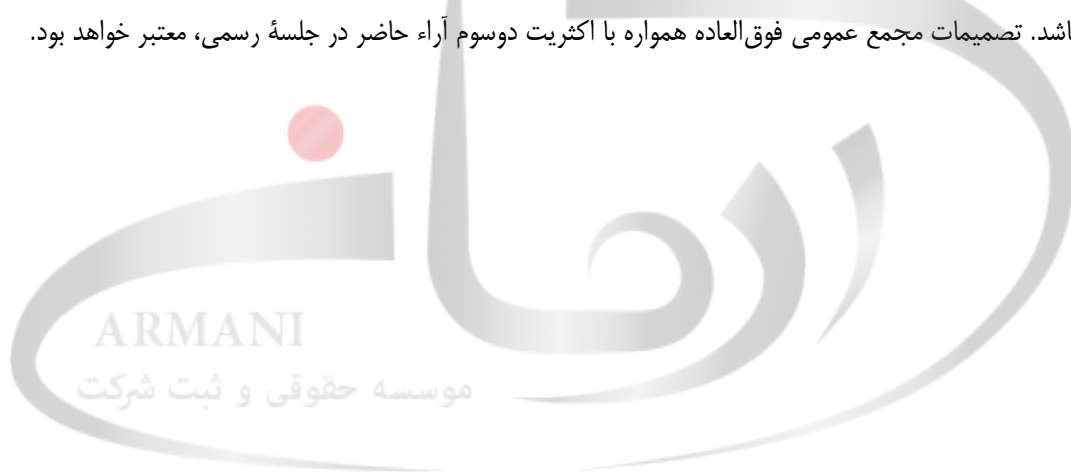 اشد. تصمیمات مجمع عمومی فوق‌العاده همواره با اکثریت دوسوم آراء حاضر در جلسهٔ رسمی، معتبر خواهد بود.
ARMANI
موسسه حقوقی و ثبت شرکت